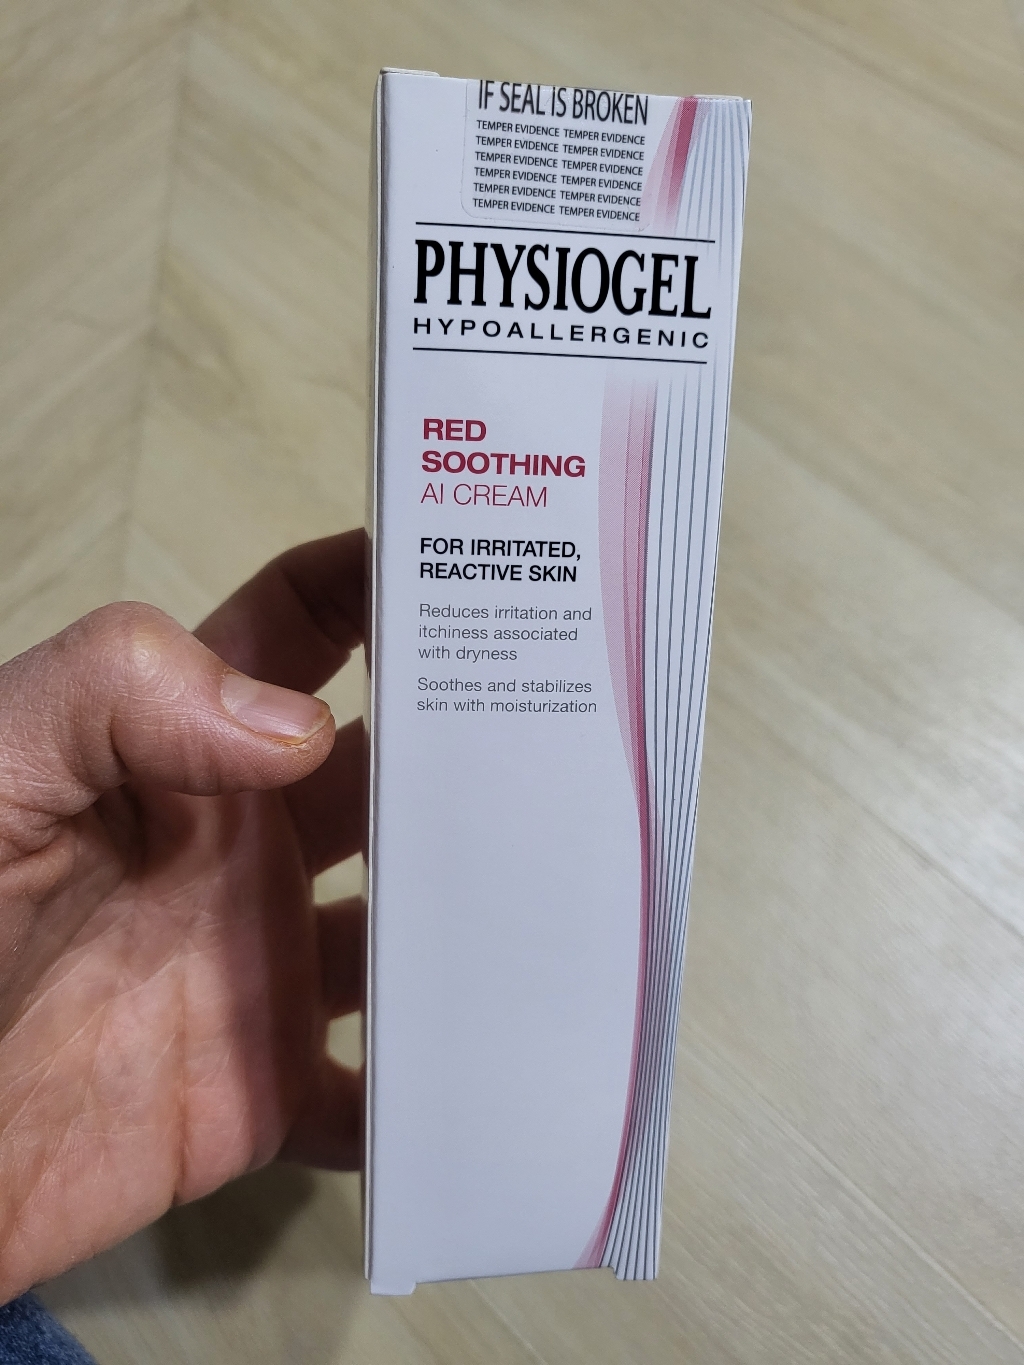 IF SEAL IS BROKEN
TEMPER EVIDENCE TEMPER EVIDENCE
TEMPER EVIDENCE TEMPER EVIDENCE
TEMPER EVIDENCE TEMPER EVIDENCE
TEMPER EVIDENCE TEMPER EVIDENCE
TEMPER EVIDENCE TEMPER EVIDENCE
TEMPER EVIDENCE TEMPER EVIDENCE
PHYSIOGEL
HYPOALLERGENIC
RED
SOOTHING
AI CREAM
FOR IRRITATED,
REACTIVE SKIN
Reduces irritation and
itchiness associated
with dryness
Soothes and stabilizes
skin with moisturization